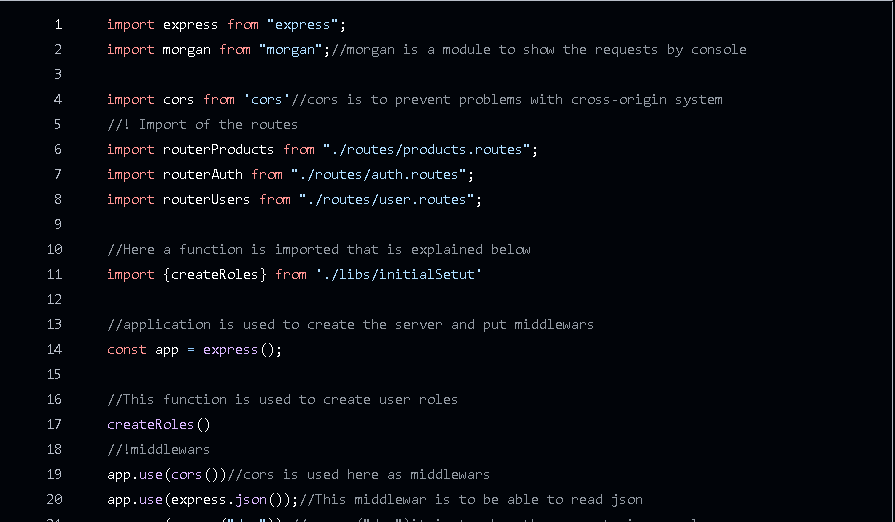 1 import express from "express";
2 import morgan from "morgan";//morgan is a module to show the requests by console
3
4 import cors from 'cors'//cors is to prevent problems with cross-origin system
5 //! Import of the routes
6 import routerProducts from "./routes/products.routes";
7 import routerAuth from "./routes/auth.routes";
8 import routerUsers from "./routes/user.routes";
9
10 //Here a function is imported that is explained below
11 import {createRoles} from './libs/initialSetut'
12
13 //application is used to create the server and put middlewars
14 const app = express();
15
16 //This function is used to create user roles
17 createRoles()
18 //!middlewars
19 app.use(cors())//cors is used here as middlewars
20 app.use(express.json());//This middlewar is to be able to read json